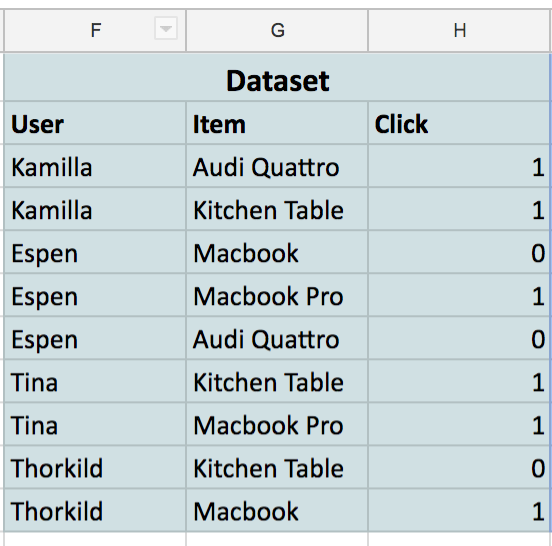 F G H
Dataset
User Item Click
Kamilla Audi Quattro 1
Kamilla Kitchen Table 1
Espen Macbook 0
Espen Macbook Pro 1
Espen Audi Quattro 0
Tina Kitchen Table 1
Tina Macbook Pro 1
Thorkild Kitchen Table 0
Thorkild Macbook 1